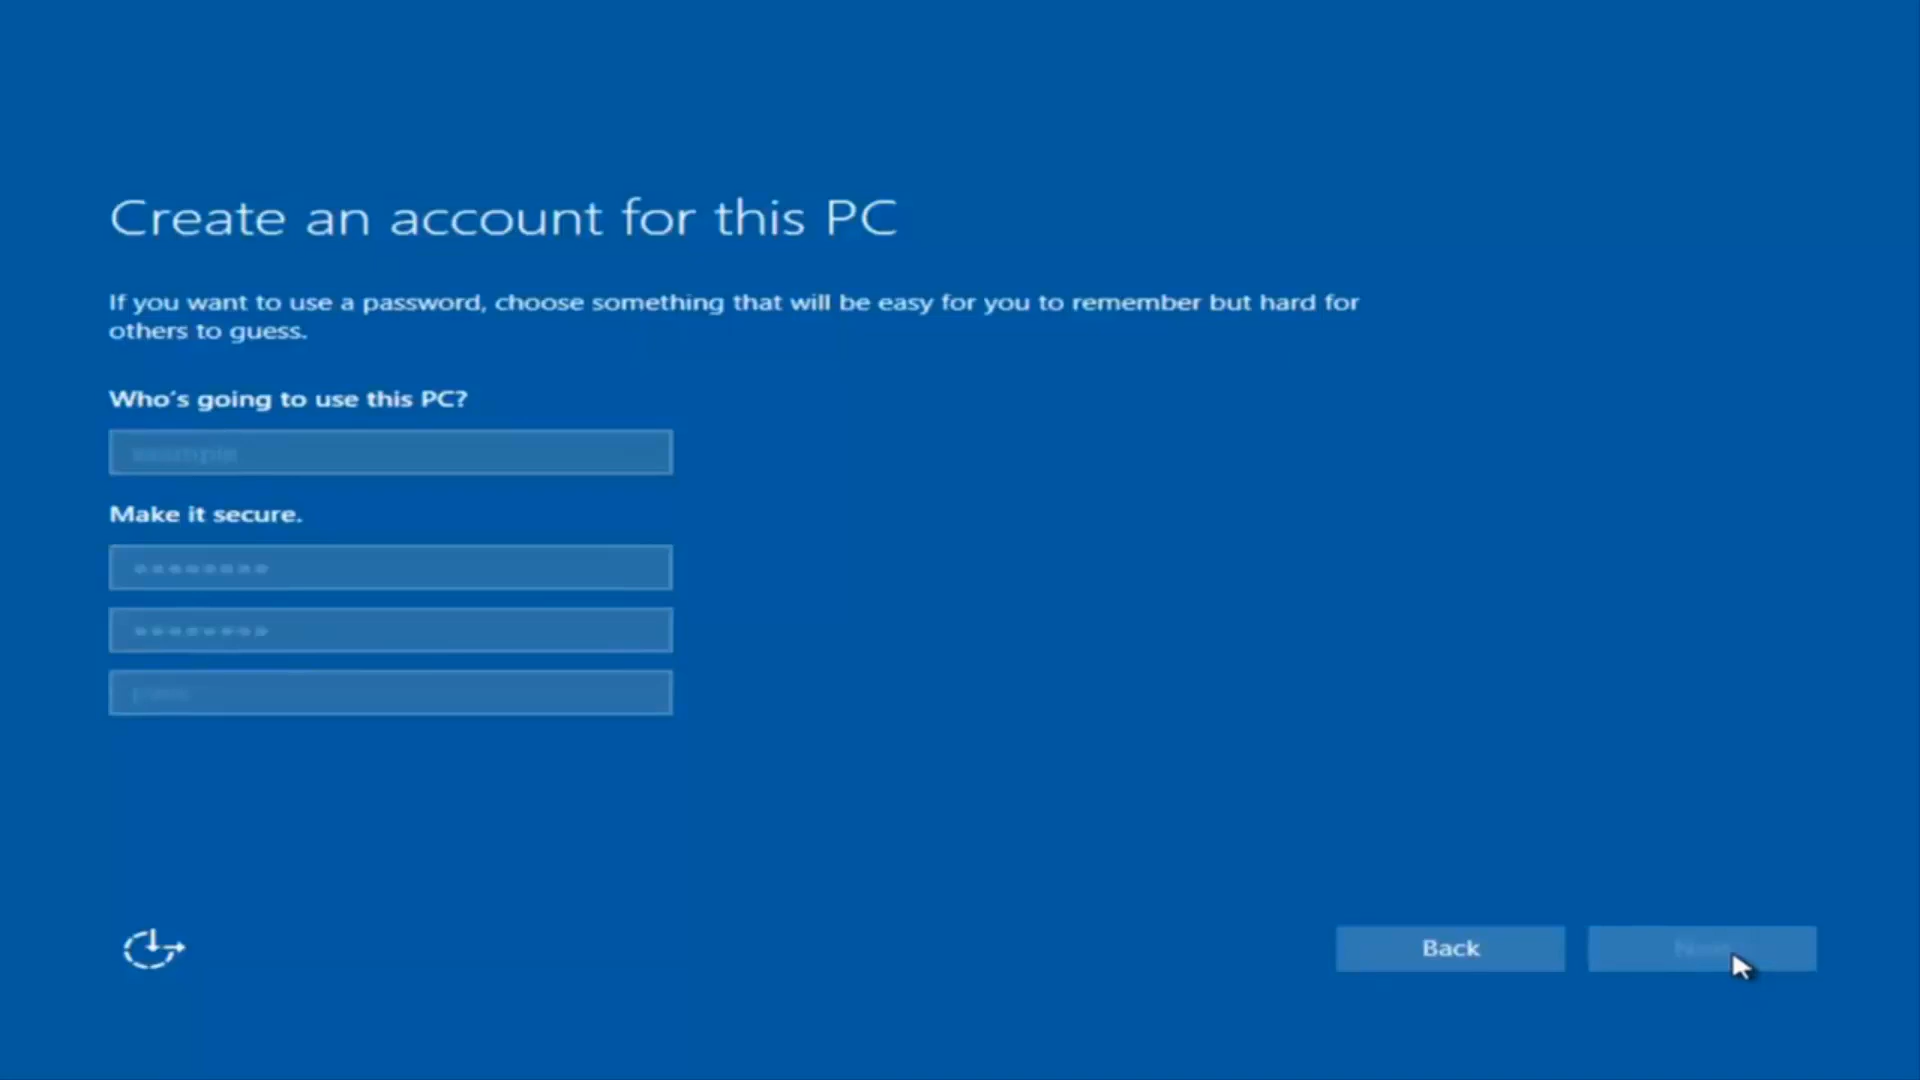 Create an account for this PC
If you want to use a password, choose something that will be easy for you to remember but hard for
others to guess.
Who's going to use this PC?
example
Make it secure.
••••••••
••••••••
Back
Next